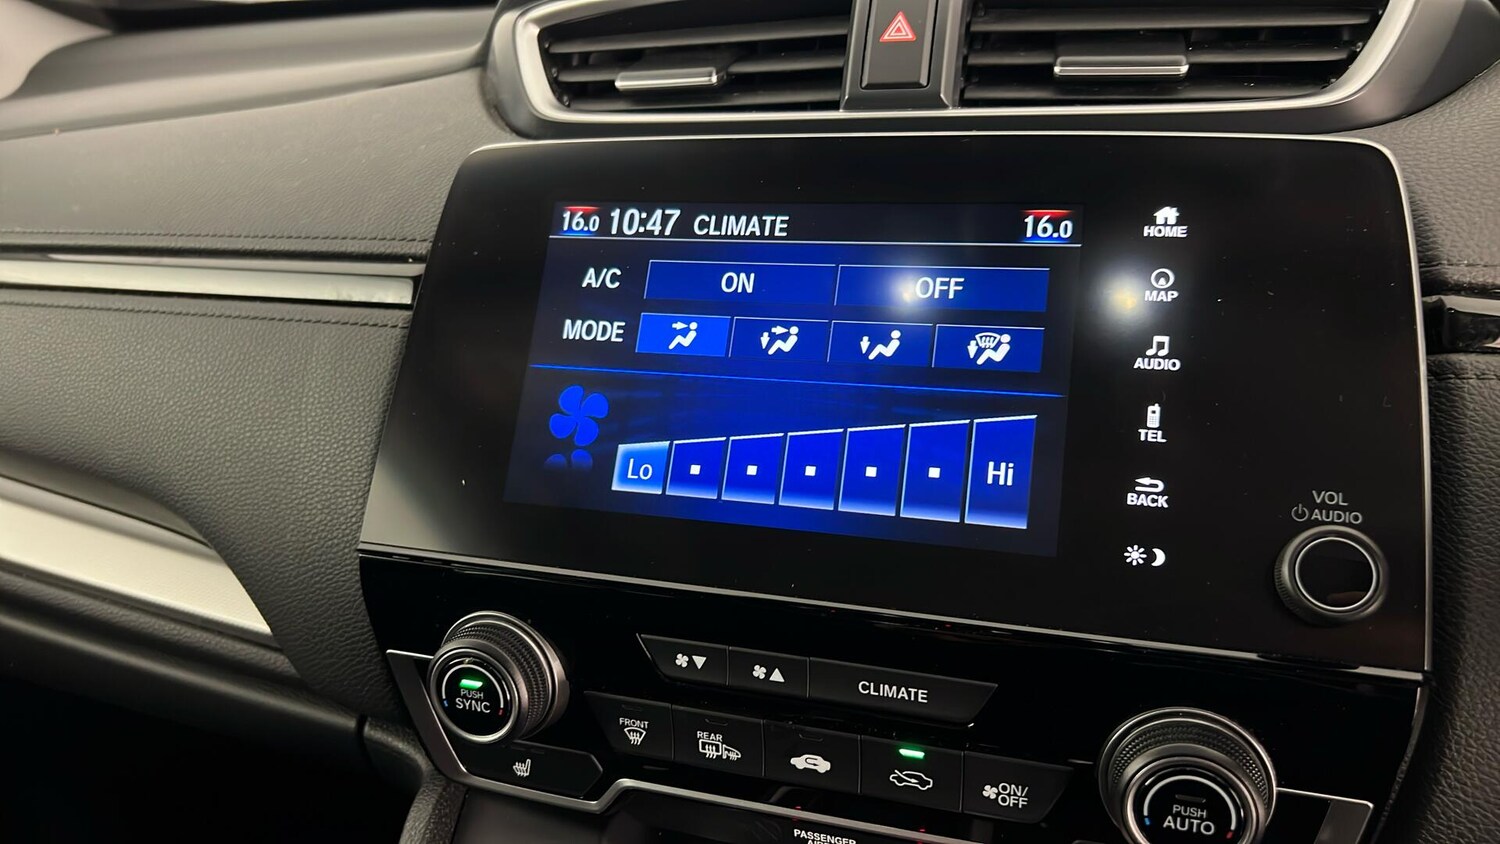 16.0 10:47 CLIMATE 16.0
A/C ON OFF
MODE
Lo Hi
HOME
MAP
AUDIO
TEL
BACK
VOL
AUDIO
PUSH
SYNC
CLIMATE
FRONT
REAR
ON/
OFF
PUSH
AUTO
PASSENGER